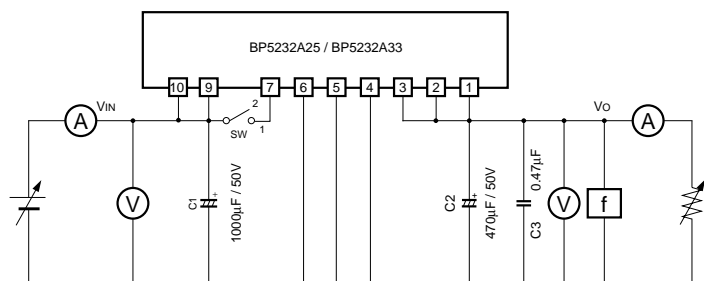 BP5232A25 / BP5232A33
10 9 7 6 5 4 3 2 1
A VIN 2 VO A
SW 1
V C1 + 1000μF / 50V C2 + 470μF / 50V C3 0.47μF V f